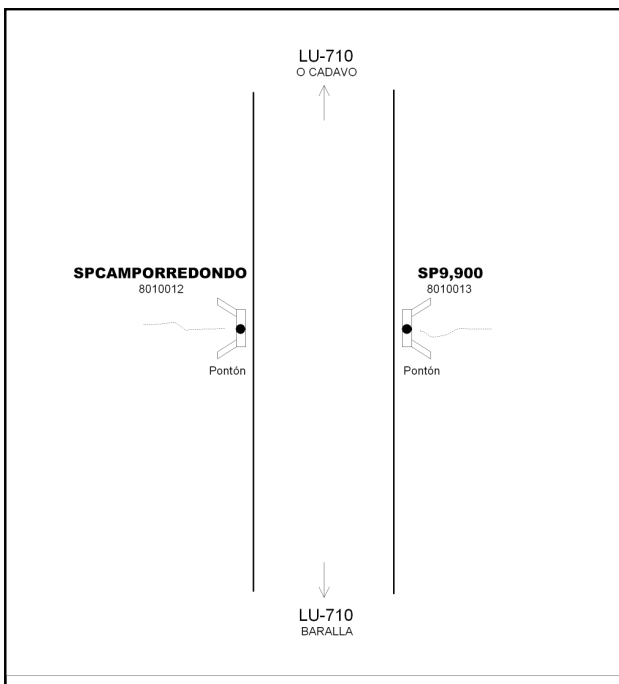 LU-710
O CADAVO
SPCAMPORREDONDO
8010012
SP9,900
8010013
Pontón
Pontón
LU-710
BARALLA